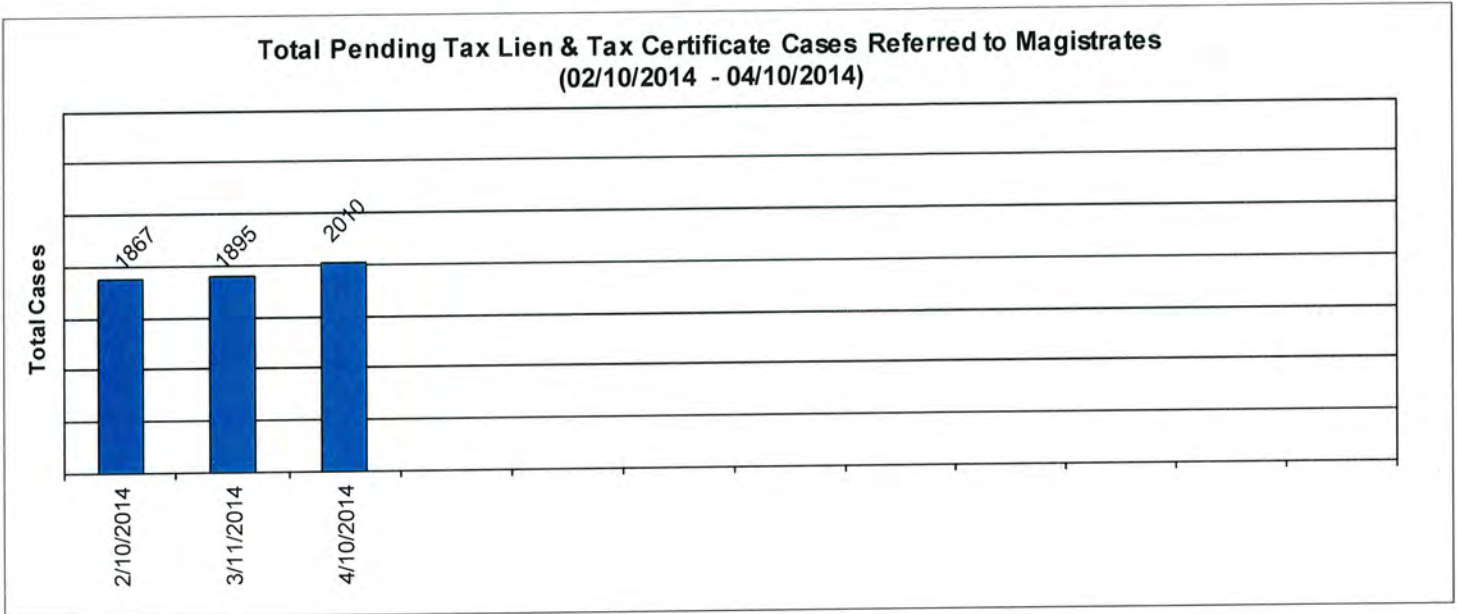 Total Pending Tax Lien & Tax Certificate Cases Referred to Magistrates
(02/10/2014 - 04/10/2014)
Total Cases
1867
1895
2010
2/10/2014
3/11/2014
4/10/2014